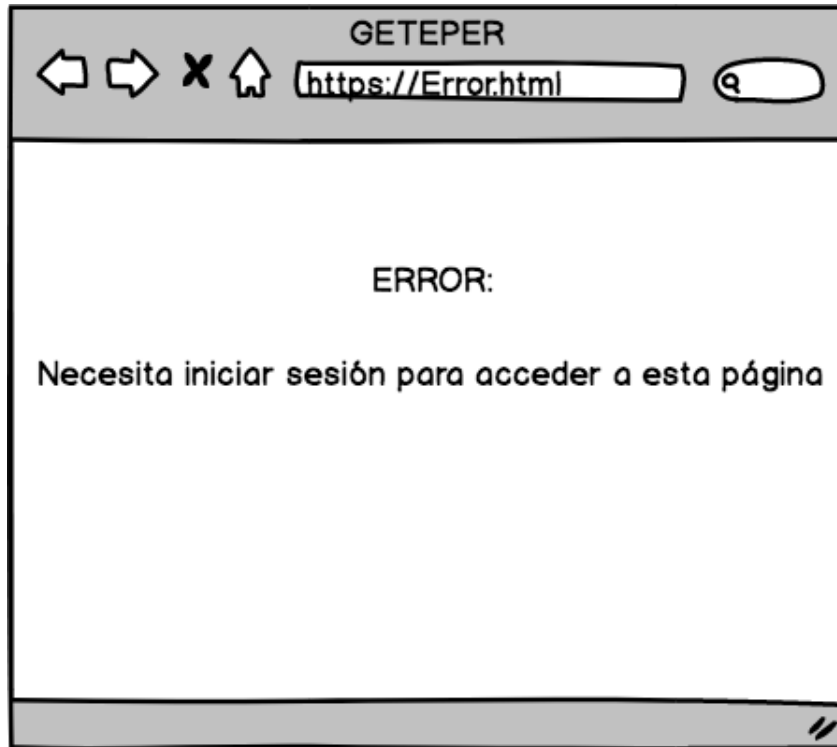 GETEPER
https://Error.html
ERROR:
Necesita iniciar sesión para acceder a esta página